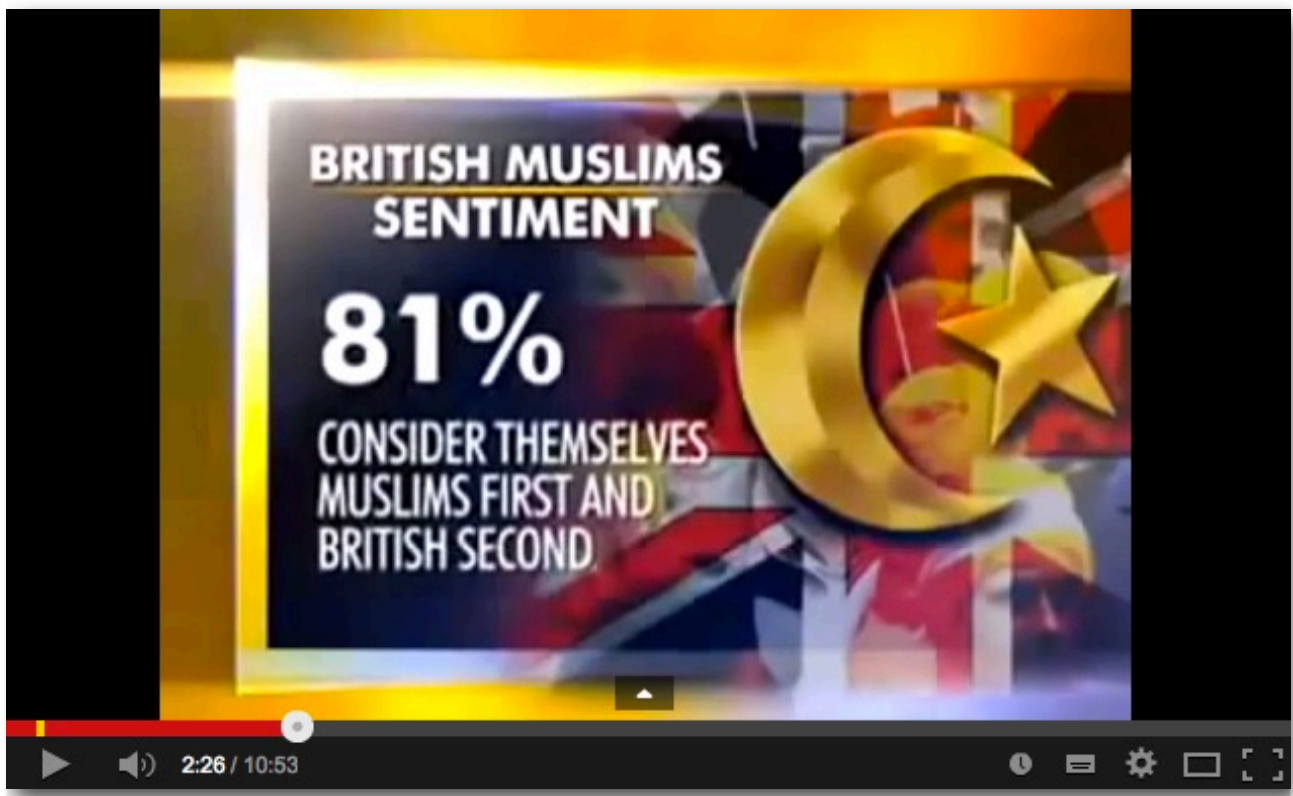 BRITISH MUSLIMS
SENTIMENT
81%
CONSIDER THEMSELVES
MUSLIMS FIRST AND
BRITISH SECOND
2:26 / 10:53